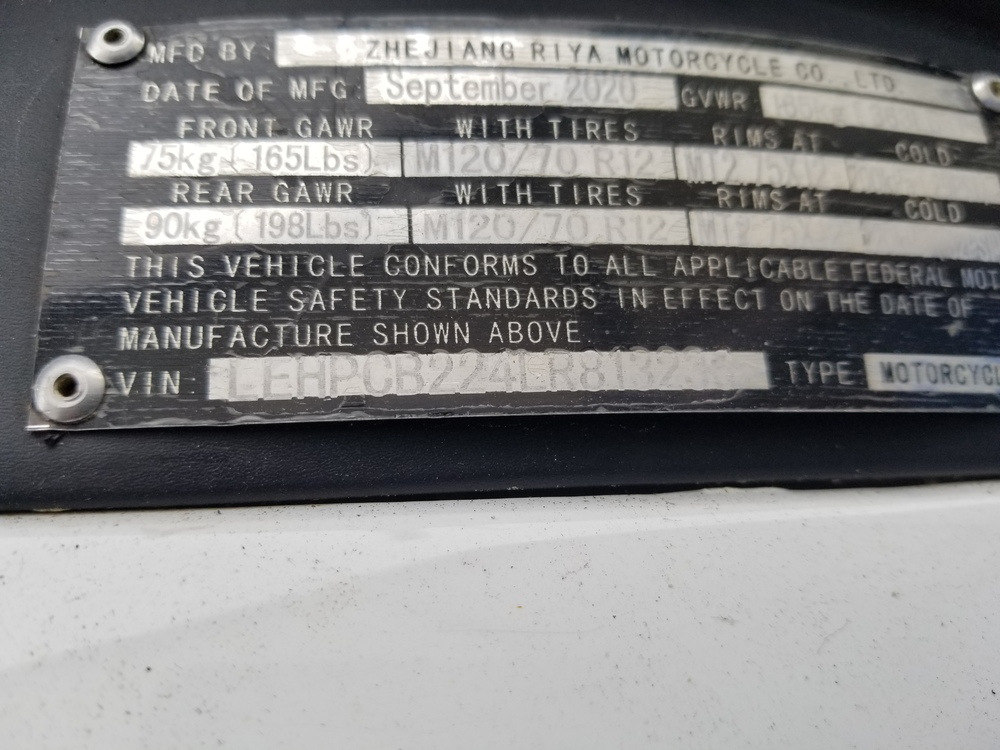 MFD BY: ZHEJIANG RIYA MOTORCYCLE CO.,LTD.
DATE OF MFG: September 2020 GVWR
FRONT GAWR WITH TIRES RIMS AT COLD
75kg(165Lbs) M120/70 R12
REAR GAWR WITH TIRES RIMS AT COLD
90kg(198Lbs) M120/70 R12
THIS VEHICLE CONFORMS TO ALL APPLICABLE FEDERAL MOT
VEHICLE SAFETY STANDARDS IN EFFECT ON THE DATE OF
MANUFACTURE SHOWN ABOVE.
VIN: TYPE: MOTORCYCL